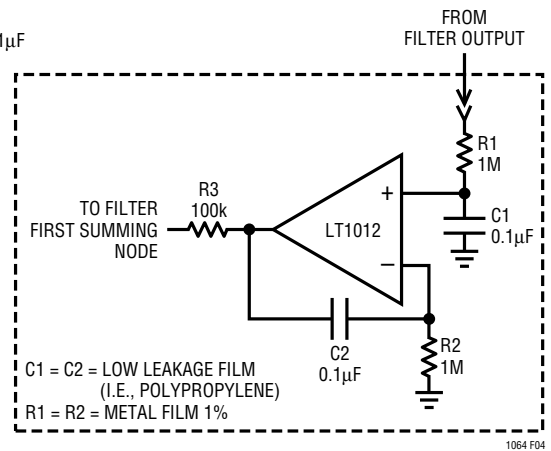 FROM
FILTER OUTPUT
1µF
R1
1M
R3
100k
TO FILTER
FIRST SUMMING
NODE
+
LT1012
–
C1
0.1µF
C2
0.1µF
R2
1M
C1 = C2 = LOW LEAKAGE FILM
(I.E., POLYPROPYLENE)
R1 = R2 = METAL FILM 1%
1064 F04